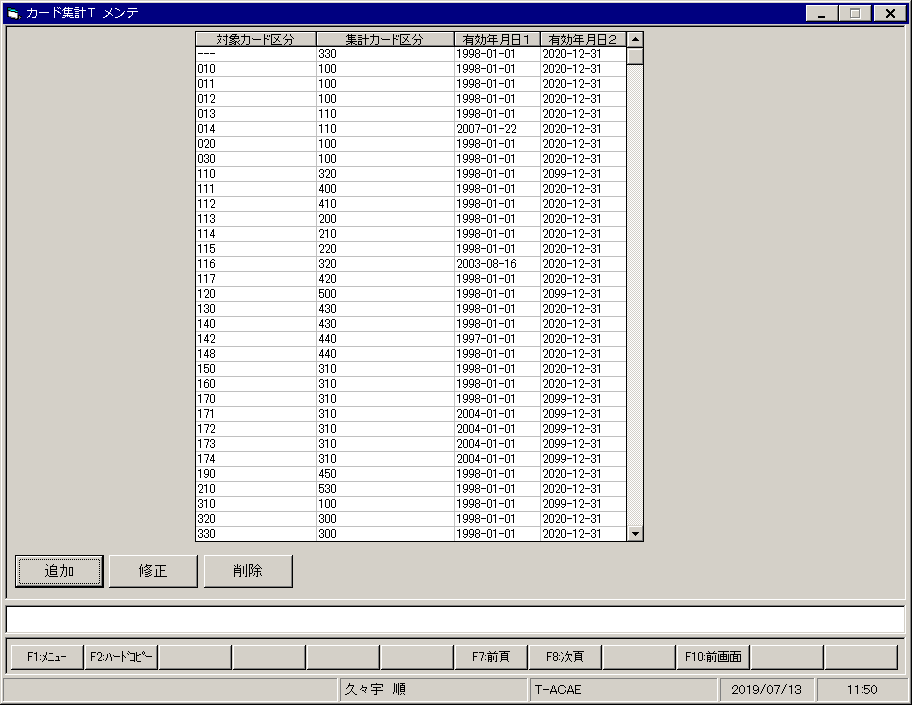 カード集計T メンテ
対象カード区分 集計カード区分 有効年月日1 有効年月日2
--- 330 1998-01-01 2020-12-31
010 100 1998-01-01 2020-12-31
011 100 1998-01-01 2020-12-31
012 100 1998-01-01 2020-12-31
013 110 1998-01-01 2020-12-31
014 110 2007-01-22 2020-12-31
020 100 1998-01-01 2020-12-31
030 100 1998-01-01 2020-12-31
110 320 1998-01-01 2099-12-31
111 400 1998-01-01 2020-12-31
112 410 1998-01-01 2020-12-31
113 200 1998-01-01 2020-12-31
114 210 1998-01-01 2020-12-31
115 220 1998-01-01 2020-12-31
116 320 2003-08-16 2020-12-31
117 420 1998-01-01 2020-12-31
120 500 1998-01-01 2099-12-31
130 430 1998-01-01 2020-12-31
140 430 1998-01-01 2020-12-31
142 440 1997-01-01 2020-12-31
148 440 1998-01-01 2020-12-31
150 310 1998-01-01 2020-12-31
160 310 1998-01-01 2020-12-31
170 310 1998-01-01 2099-12-31
171 310 2004-01-01 2099-12-31
172 310 2004-01-01 2099-12-31
173 310 2004-01-01 2099-12-31
174 310 2004-01-01 2099-12-31
190 450 1998-01-01 2020-12-31
210 530 1998-01-01 2020-12-31
310 100 1998-01-01 2020-12-31
320 300 1998-01-01 2020-12-31
330 300 1998-01-01 2020-12-31
追加 修正 削除
F1:ﾒﾆｭｰ F2:ﾊｰﾄﾞｺﾋﾟｰ F7:前頁 F8:次頁 F10:前画面
久々宇 順 T-ACAE 2019/07/13 11:50